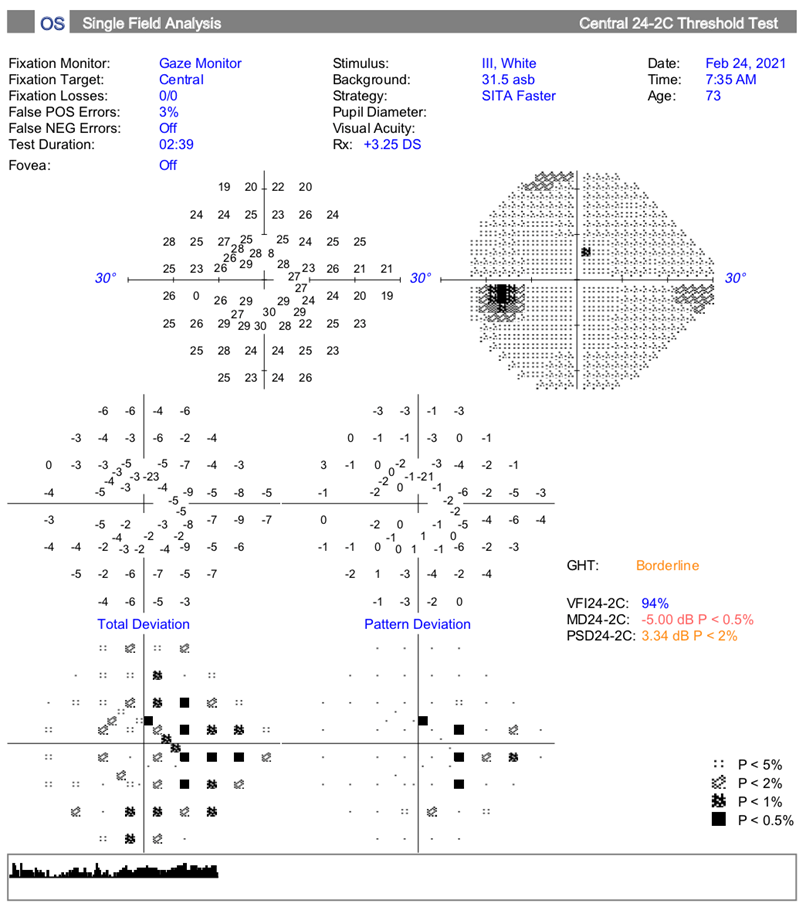 OS Single Field Analysis Central 24-2C Threshold Test
Fixation Monitor: Gaze Monitor Stimulus: III, White Date: Feb 24, 2021
Fixation Target: Central Background: 31.5 asb Time: 7:35 AM
Fixation Losses: 0/0 Strategy: SITA Faster Age: 73
False POS Errors: 3% Pupil Diameter:
False NEG Errors: Off Visual Acuity:
Test Duration: 02:39 Rx: +3.25 DS
Fovea: Off
19 20 22 20
24 24 25 23 26 24
28 25 27 25 25 24 25 25
28 28 8
26 29 28
25 23 26 23 26 21 21
30° 27 30° 30°
27
26 0 26 29 29 24 24 20 19
27 30 29
25 26 29 29 30 28 22 25 23
25 28 24 24 25 23
25 23 24 26
-6 -6 -4 -6 -3 -3 -1 -3
-3 -4 -3 -6 -2 -4 0 -1 -1 -3 0 -1
0 -3 -3 -5 -5 -7 -4 -3 3 -1 0 -2 -3 -4 -2 -1
-3 -3 -23 0 -1 -21
-4 -3 -4 -2 0
-4 -5 -9 -8 -5 -1 -2 -6 -5 -3
-5 -2
-5 -2
-3 -5 -2 -3 -8 -7 -9 -7 0 -2 0 -1 -5 -4 -6 -4
-4 -2 -2 -1 1 0
-4 -4 -2 -3 -2 -4 -9 -5 -6 -1 -1 0 0 1 -1 -6 -2 -3
-5 -2 -6 -7 -5 -7 -2 1 -3 -4 -2 -4
-4 -6 -5 -3 -1 -3 -2 0
GHT: Borderline
VFI24-2C: 94%
MD24-2C: -5.00 dB P < 0.5%
PSD24-2C: 3.34 dB P < 2%
Total Deviation Pattern Deviation
P < 5%
P < 2%
P < 1%
P < 0.5%